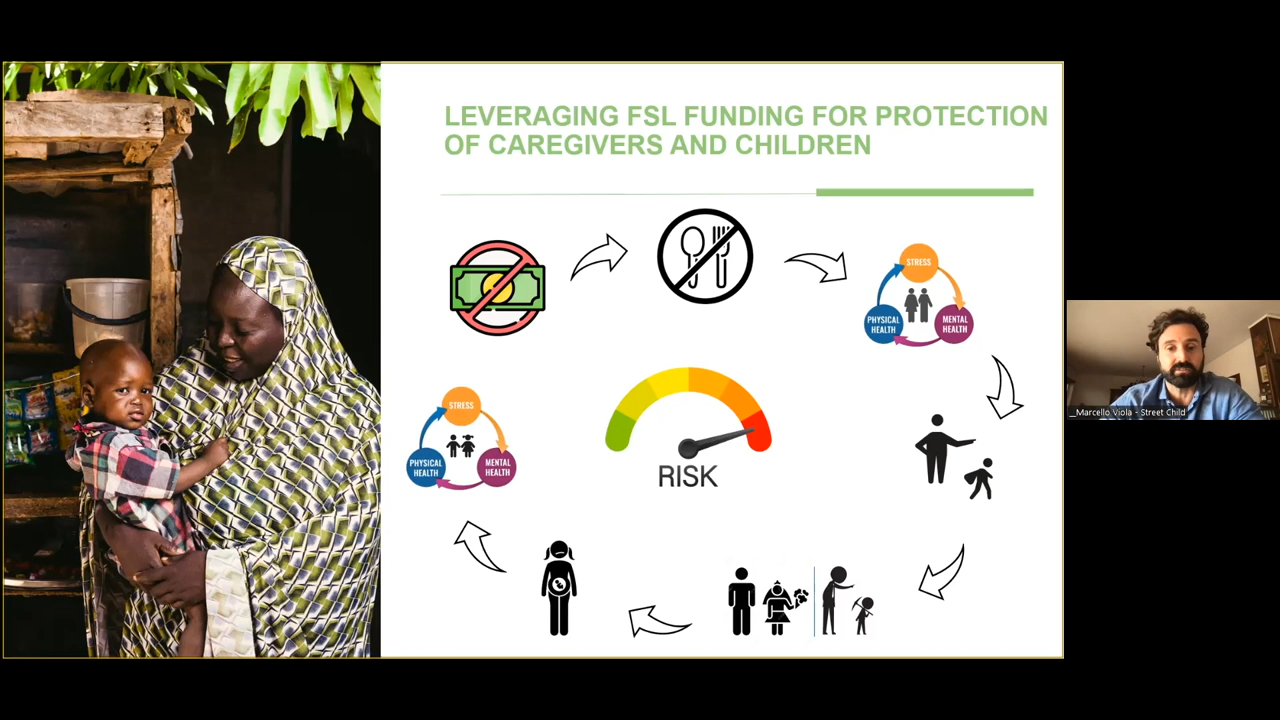 LEVERAGING FSL FUNDING FOR PROTECTION
OF CAREGIVERS AND CHILDREN
STRESS
PHYSICAL
HEALTH
MENTAL
HEALTH
STRESS
PHYSICAL
HEALTH
MENTAL
HEALTH
RISK
_Marcello Viola - Street Child